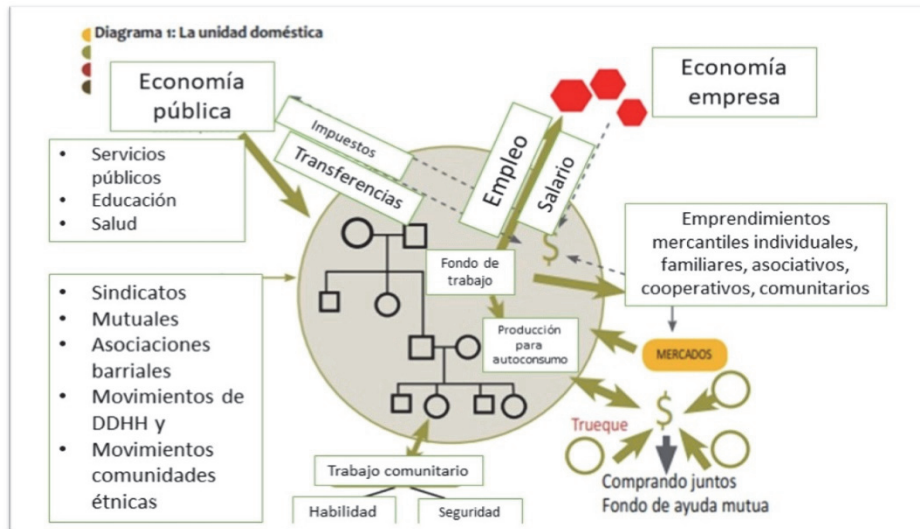 Diagrama 1: La unidad doméstica
Economía
pública
Economía
empresa
Impuestos
Transferencias
Empleo
Salario
• Servicios
públicos
• Educación
• Salud
$
Emprendimientos
mercantiles individuales,
familiares, asociativos,
cooperativos, comunitarios
Fondo de
trabajo
• Sindicatos
• Mutuales
• Asociaciones
barriales
• Movimientos de
DDHH y
• Movimientos
comunidades
étnicas
Producción
para
autoconsumo
MERCADOS
$
Trueque
Trabajo comunitario
Habilidad
Seguridad
Comprando juntos
Fondo de ayuda mutua